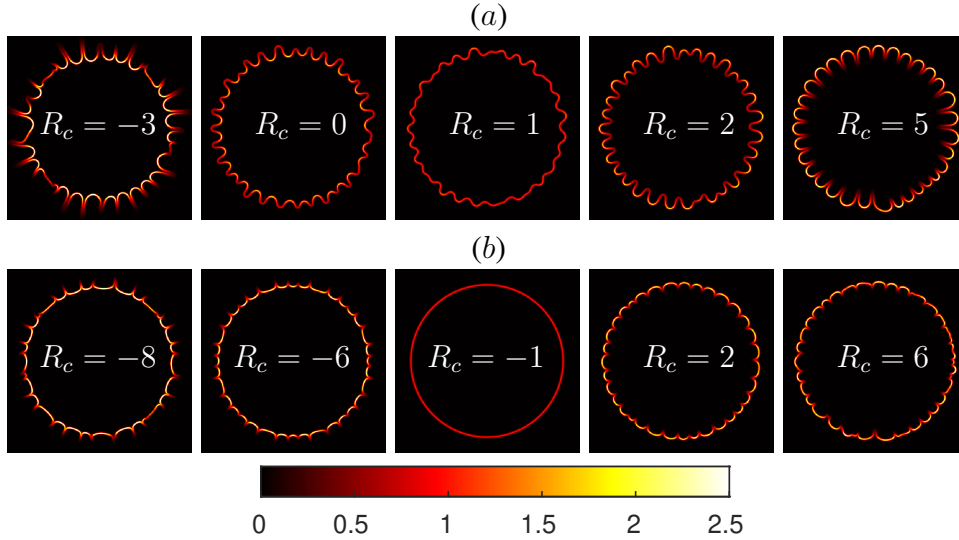 (a)
R_c = −3 R_c = 0 R_c = 1 R_c = 2 R_c = 5
(b)
R_c = −8 R_c = −6 R_c = −1 R_c = 2 R_c = 6
0 0.5 1 1.5 2 2.5